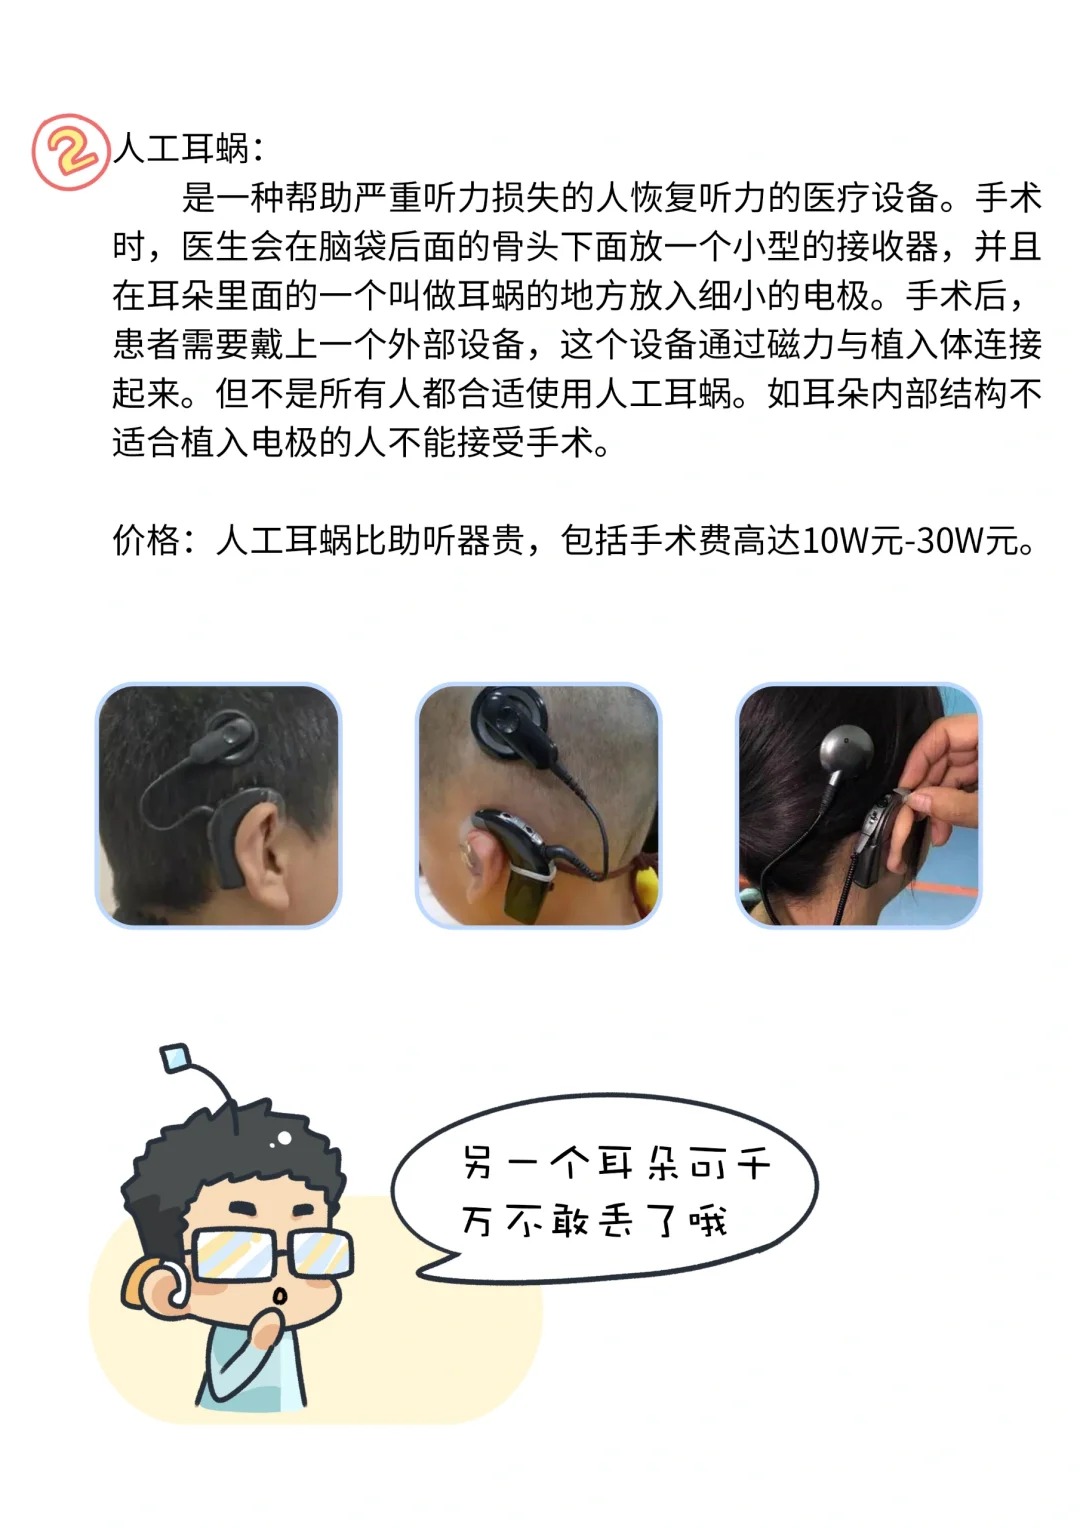 2 人工耳蜗：
是一种帮助严重听力损失的人恢复听力的医疗设备。手术
时，医生会在脑袋后面的骨头下面放一个小型的接收器，并且
在耳朵里面的一个叫做耳蜗的地方放入细小的电极。手术后，
患者需要戴上一个外部设备，这个设备通过磁力与植入体连接
起来。但不是所有人都合适使用人工耳蜗。如耳朵内部结构不
适合植入电极的人不能接受手术。
价格：人工耳蜗比助听器贵，包括手术费高达10W元-30W元。
另一个耳朵可千
万不敢丢了哦